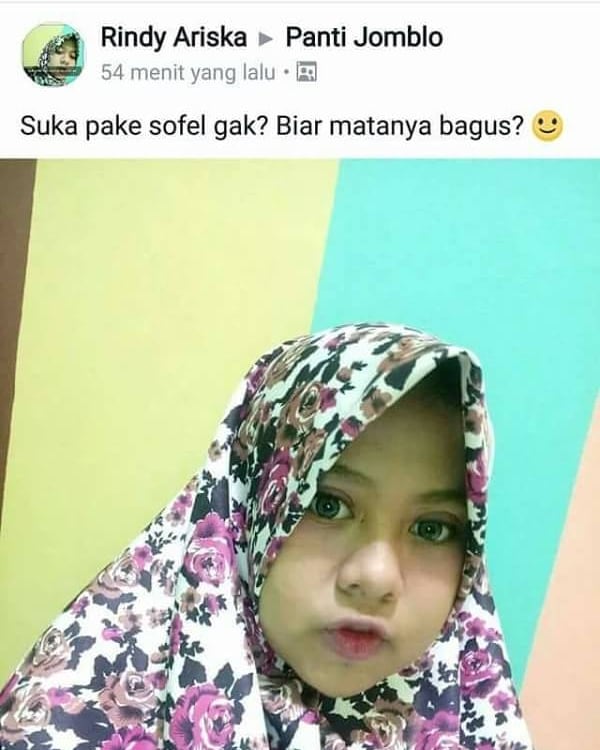 Rindy Ariska ▸ Panti Jomblo
54 menit yang lalu •
Suka pake sofel gak? Biar matanya bagus? 🙂